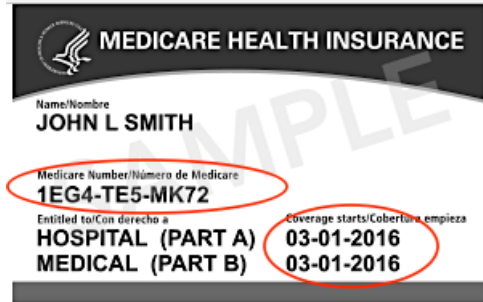 MEDICARE HEALTH INSURANCE
SAMPLE
Name/Nombre
JOHN L SMITH
Medicare Number/Número de Medicare
1EG4-TE5-MK72
Entitled to/Con derecho a Coverage starts/Cobertura empieza
HOSPITAL (PART A) 03-01-2016
MEDICAL (PART B) 03-01-2016